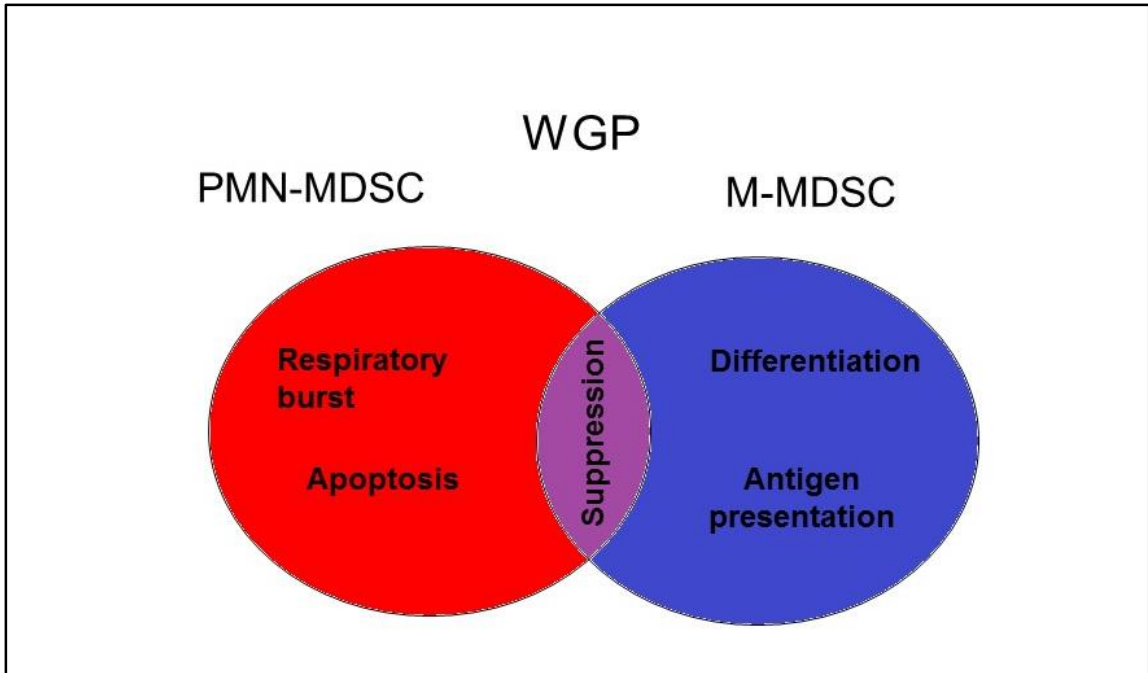 WGP
PMN-MDSC
M-MDSC
Respiratory
burst
Apoptosis
Suppression
Differentiation
Antigen
presentation